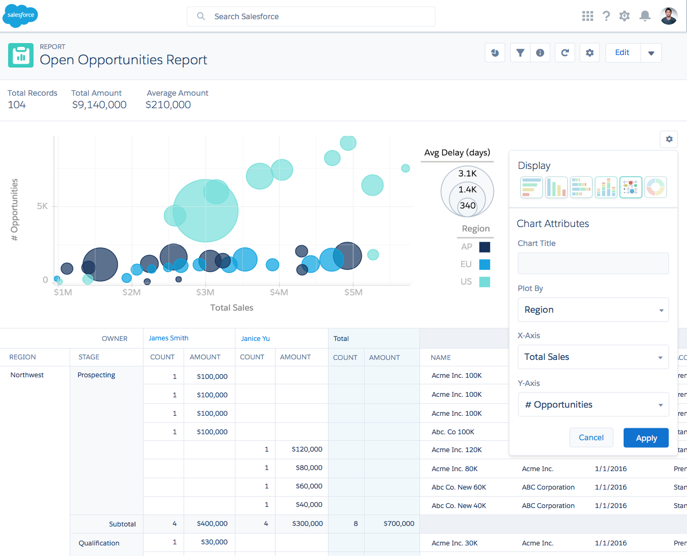 salesforce
Search Salesforce
?
REPORT
Open Opportunities Report
Edit
Total Records
Total Amount
Average Amount
104
$9,140,000
$210,000
# Opportunities
5K
0
$1M $2M $3M $4M $5M
Total Sales
Avg Delay (days)
3.1K
1.4K
340
Region
AP
EU
US
Display
Chart Attributes
Chart Title
Plot By
Region
X-Axis
Total Sales
Y-Axis
# Opportunities
Cancel Apply
OWNER James Smith Janice Yu Total
REGION STAGE COUNT AMOUNT COUNT AMOUNT COUNT AMOUNT NAME
Northwest Prospecting 1 $100,000 Acme Inc. 100K
1 $100,000 Acme Inc. 100K
1 $100,000 Acme Inc. 100K
1 $100,000 Abc. Co 100K
1 $120,000 Acme Inc. 120K
1 $80,000 Acme Inc. 80K Acme Inc. 1/1/2016
1 $60,000 Abc Co. New 60K ABC Corporation 1/1/2016
1 $40,000 Abc Co. New 40K ABC Corporation 1/1/2016
Subtotal 4 $400,000 4 $300,000 8 $700,000
Qualification 1 $30,000 Acme Inc. 30K Acme Inc. 1/1/2016